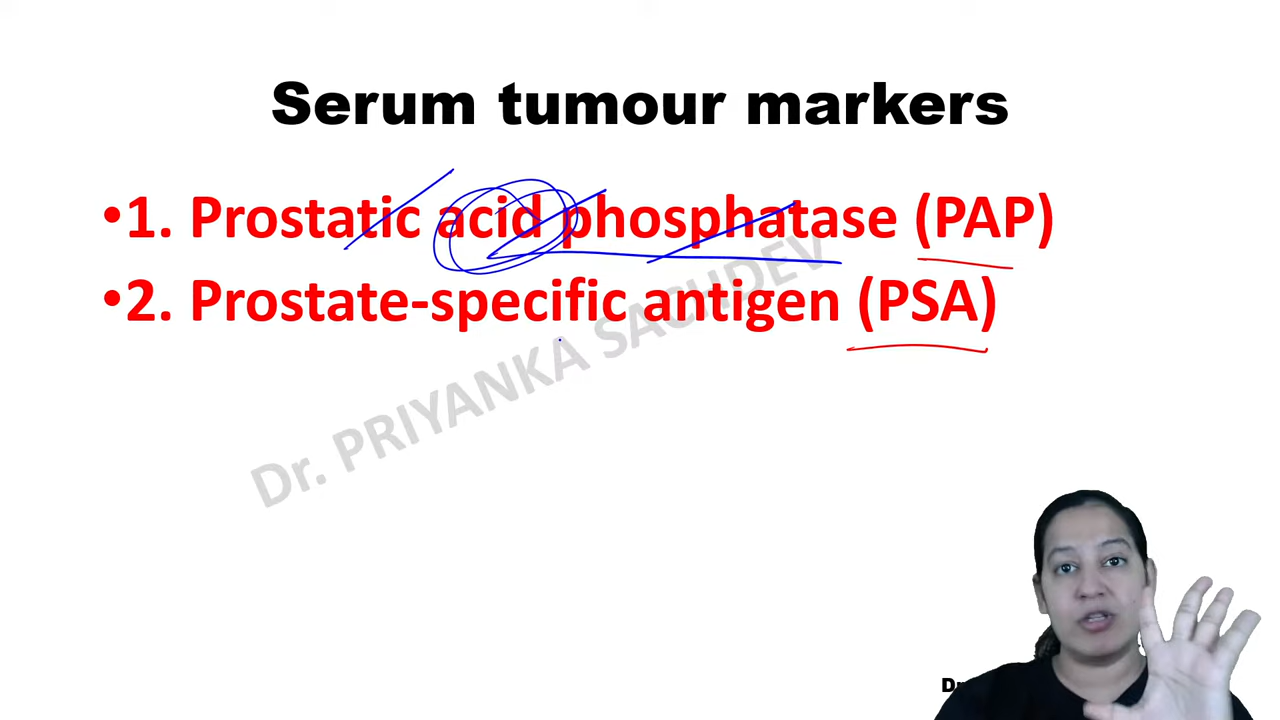 Serum tumour markers
•1. Prostatic acid phosphatase (PAP)
•2. Prostate-specific antigen (PSA)
Dr. PRIYANKA SACHDEV